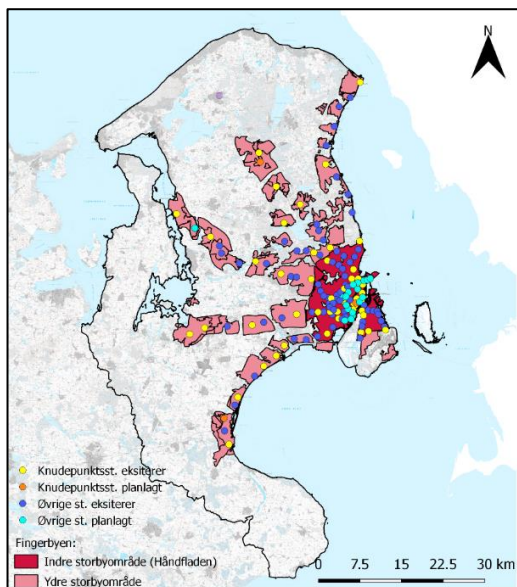 N
Knudepunktsst. eksiterer
Knudepunktsst. planlagt
Øvrige st. eksiterer
Øvrige st. planlagt
Fingerbyen:
Indre storbyområde (Håndfladen)
Ydre storbyområde
0 7.5 15 22.5 30 km